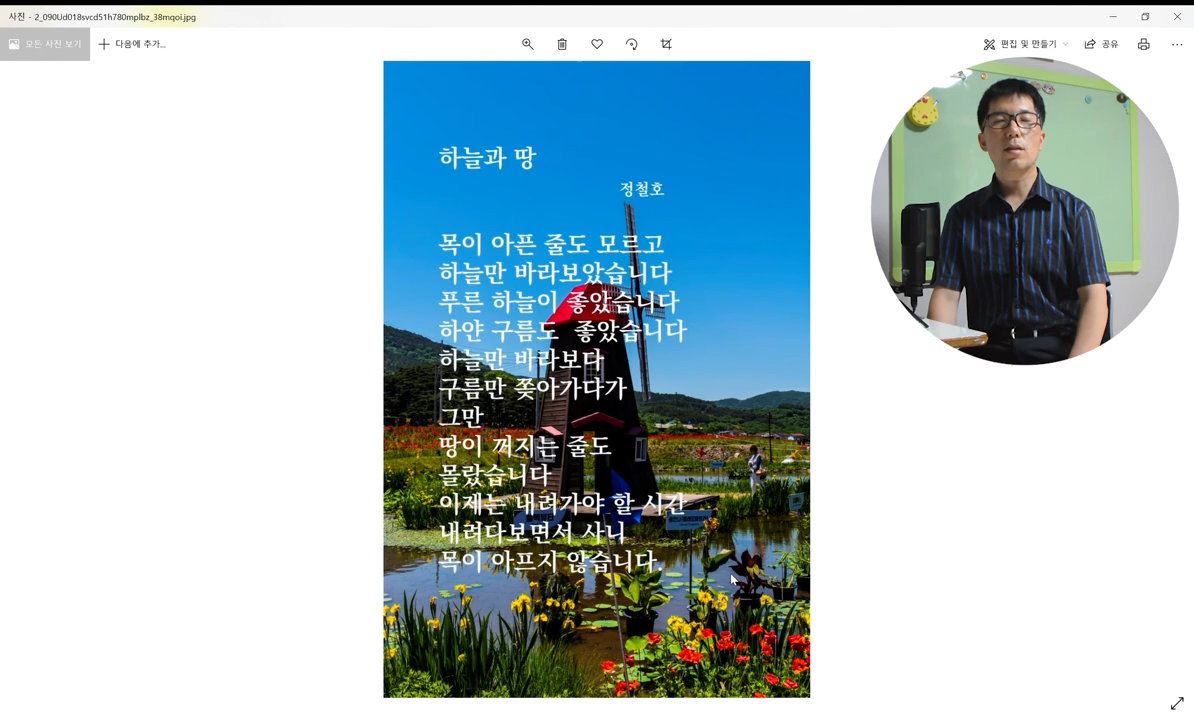 사진 - 2_090Ud018svcd51h780mplbz_38mqoi.jpg
모든 사진 보기
다음에 추가...
편집 및 만들기
공유
하늘과 땅
정철호
목이 아픈 줄도 모르고
하늘만 바라보았습니다
푸른 하늘이 좋았습니다
하얀 구름도 좋았습니다
하늘만 바라보다
구름만 쫒아가다가
그만
땅이 꺼지는 줄도
몰랐습니다
이제는 내려가야 할 시간
내려다보면서 사니
목이 아프지 않습니다.